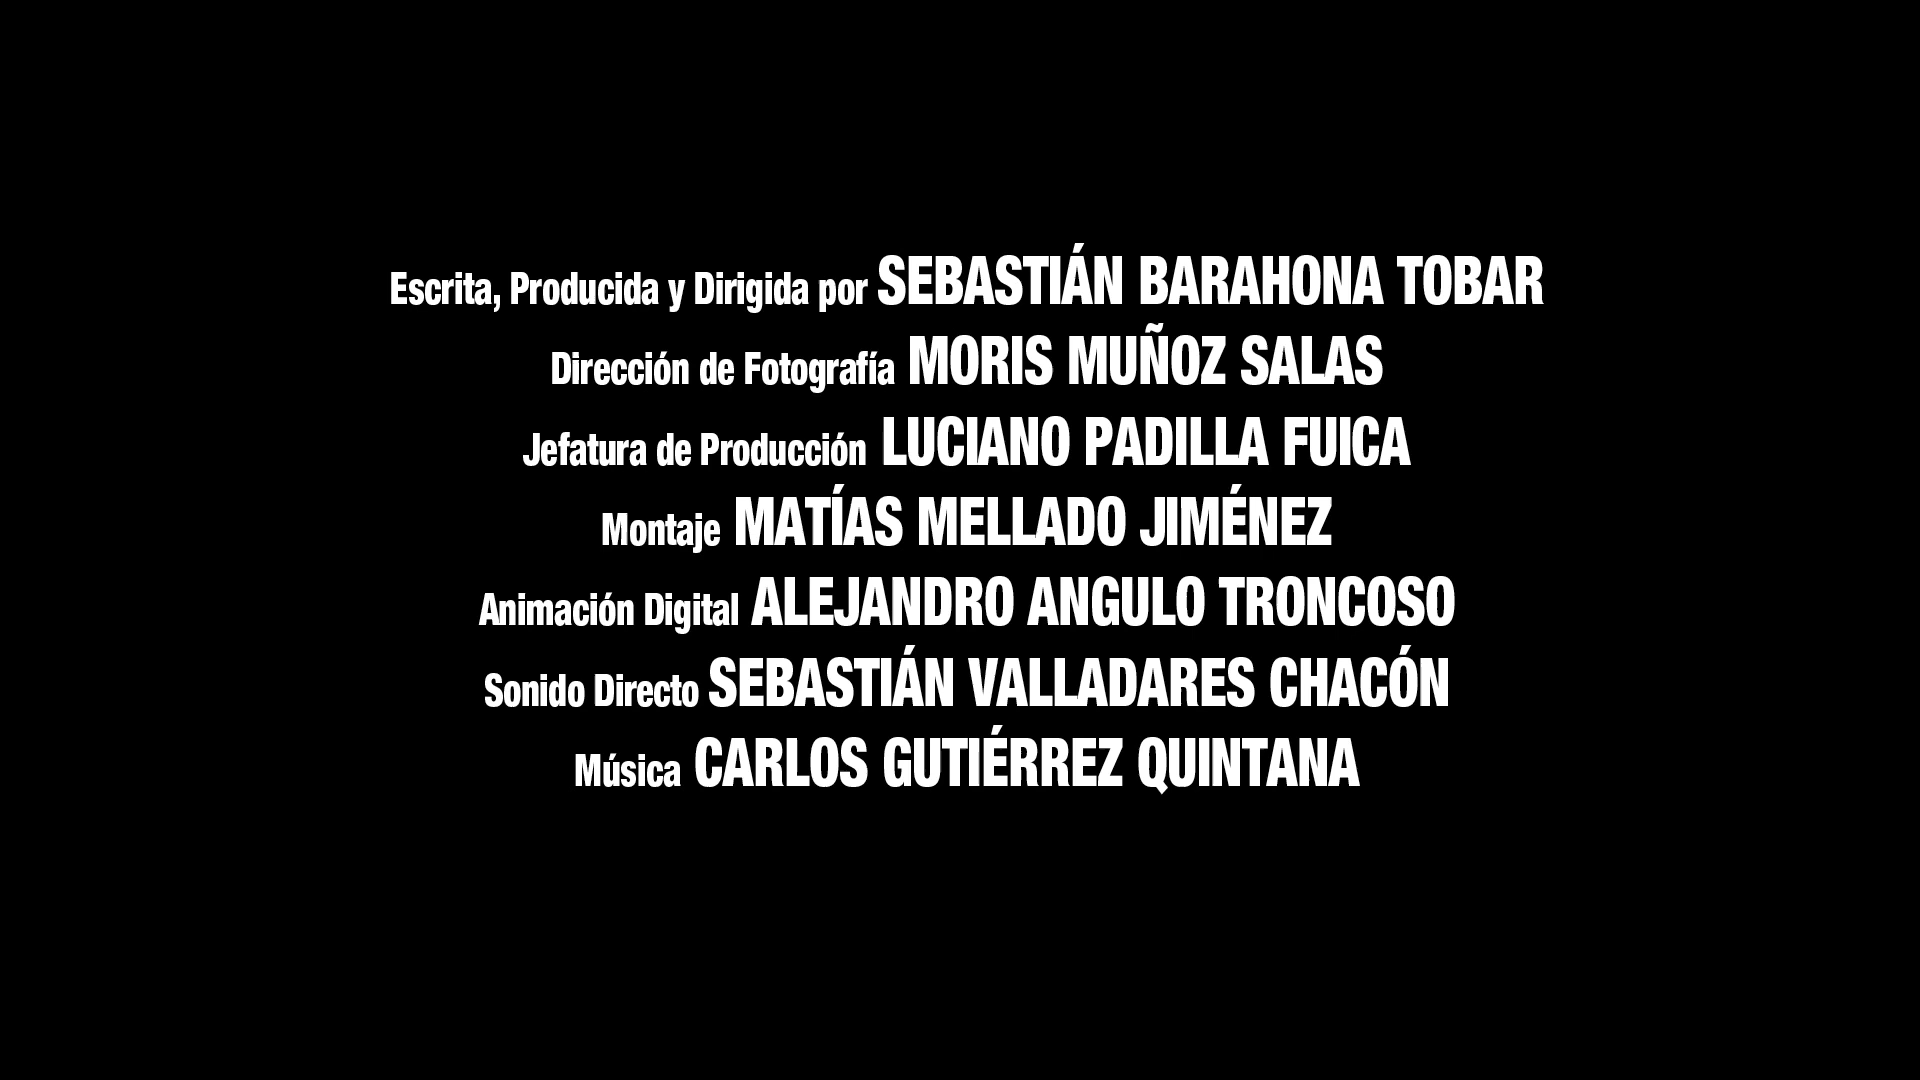 Escrita, Producida y Dirigida por SEBASTIÁN BARAHONA TOBAR
Dirección de Fotografía MORIS MUÑOZ SALAS
Jefatura de Producción LUCIANO PADILLA FUICA
Montaje MATÍAS MELLADO JIMÉNEZ
Animación Digital ALEJANDRO ANGULO TRONCOSO
Sonido Directo SEBASTIÁN VALLADARES CHACÓN
Música CARLOS GUTIÉRREZ QUINTANA